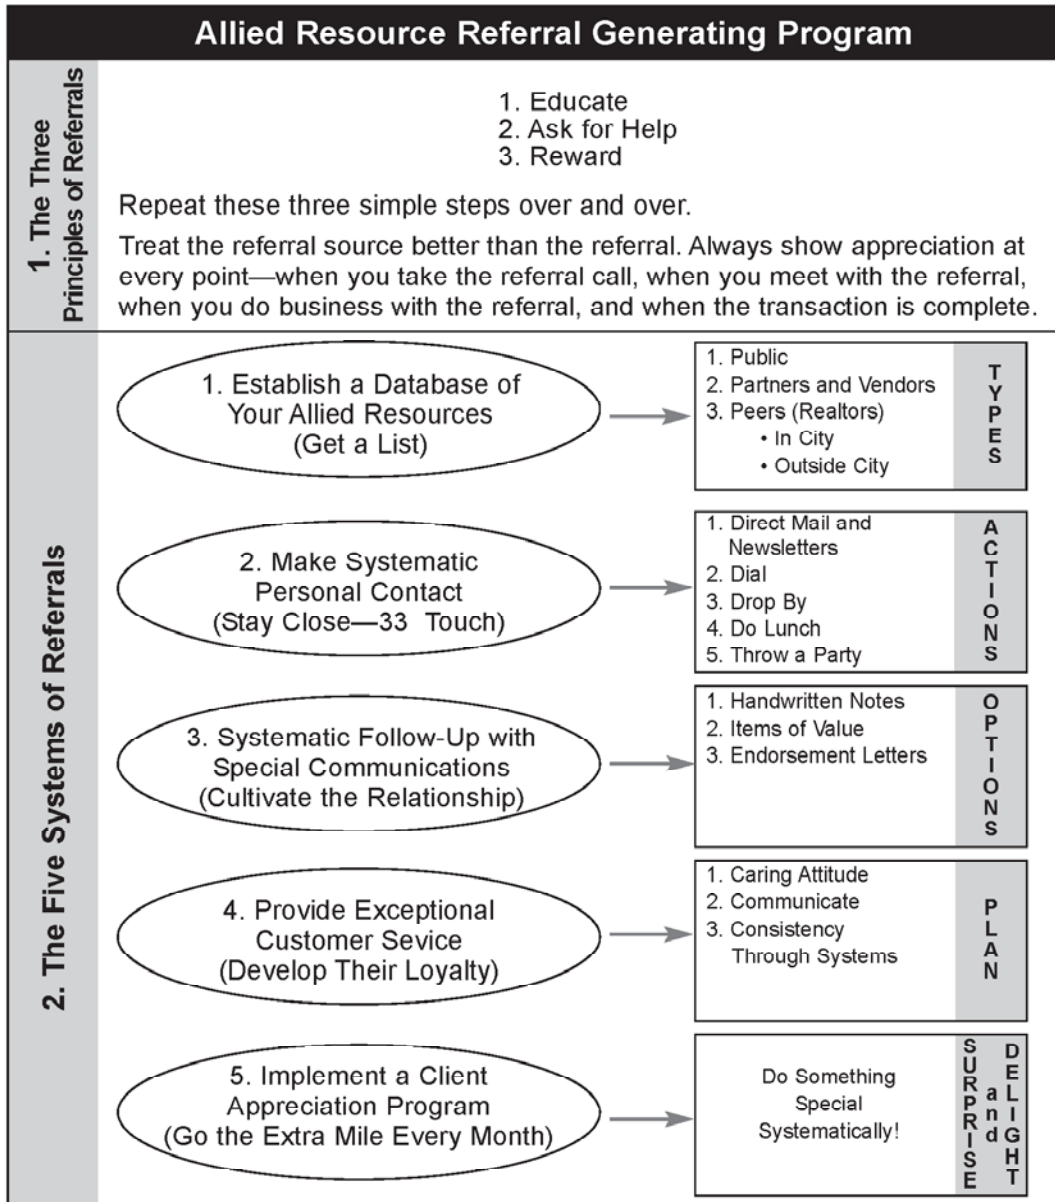 Allied Resource Referral Generating Program
1. The Three
Principles of Referrals
1. Educate
2. Ask for Help
3. Reward
Repeat these three simple steps over and over.
Treat the referral source better than the referral. Always show appreciation at
every point—when you take the referral call, when you meet with the referral,
when you do business with the referral, and when the transaction is complete.
2. The Five Systems of Referrals
1. Establish a Database of
Your Allied Resources
(Get a List)
1. Public
2. Partners and Vendors
3. Peers (Realtors)
• In City
• Outside City
TYPES
2. Make Systematic
Personal Contact
(Stay Close—33 Touch)
1. Direct Mail and
Newsletters
2. Dial
3. Drop By
4. Do Lunch
5. Throw a Party
ACTIONS
3. Systematic Follow-Up with
Special Communications
(Cultivate the Relationship)
1. Handwritten Notes
2. Items of Value
3. Endorsement Letters
OPTIONS
4. Provide Exceptional
Customer Sevice
(Develop Their Loyalty)
1. Caring Attitude
2. Communicate
3. Consistency
Through Systems
PLAN
5. Implement a Client
Appreciation Program
(Go the Extra Mile Every Month)
Do Something
Special
Systematically!
SURPRISE
and
DELIGHT